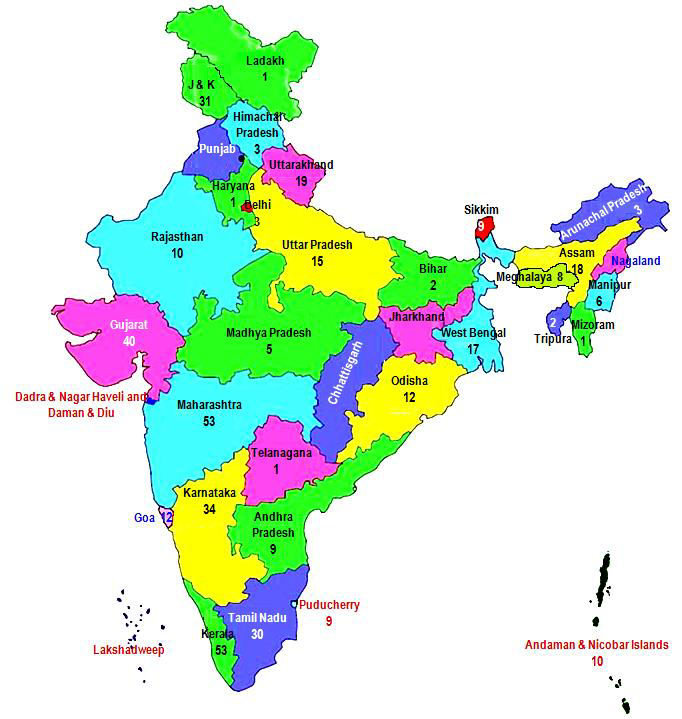 Ladakh
1
J & K
31
Himachal
Pradesh
3
Punjab
Uttarakhand
19
Haryana
1
Delhi
3
Sikkim
9
Arunachal Pradesh
3
Rajasthan
10
Uttar Pradesh
15
Assam
18
Nagaland
Bihar
2
Meghalaya 8
Manipur
6
Gujarat
40
Madhya Pradesh
5
Jharkhand
West Bengal
17
2
Tripura
Mizoram
1
Chhattisgarh
Odisha
12
Dadra & Nagar Haveli and
Daman & Diu
Maharashtra
53
Telanagana
1
Karnataka
34
Goa 12
Andhra
Pradesh
9
Puducherry
9
Tamil Nadu
30
Kerala
53
Lakshadweep
Andaman & Nicobar Islands
10